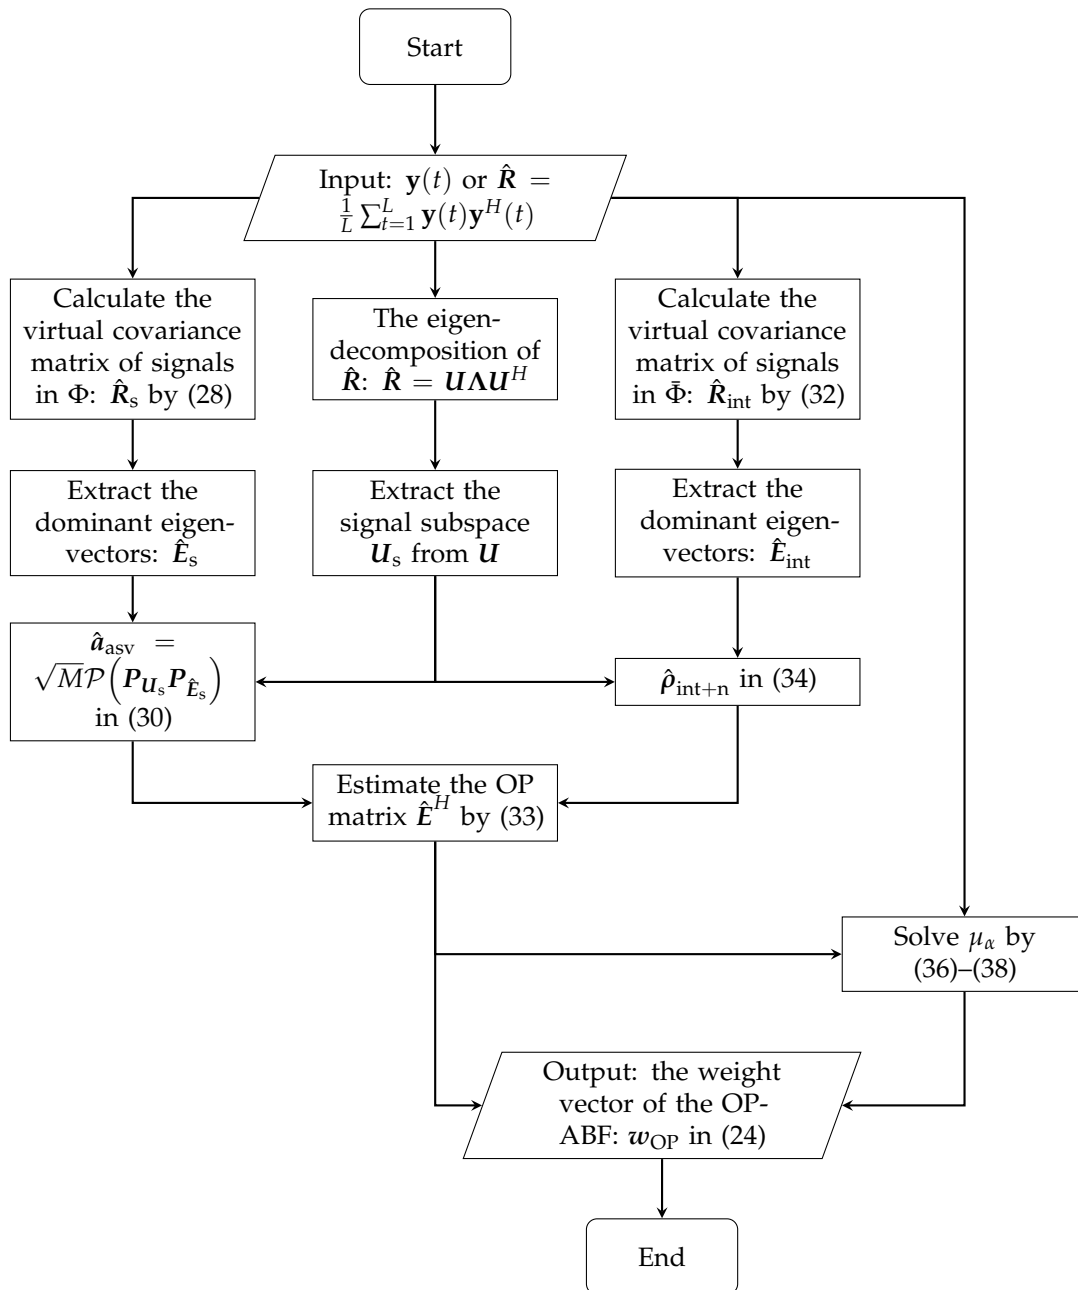 Start
Input: y(t) or R̂ =
1/L ∑_{t=1}^{L} y(t)y^H(t)
Calculate the
virtual covariance
matrix of signals
in Φ: R̂_s by (28)
The eigen-
decomposition of
R̂: R̂ = UΛU^H
Calculate the
virtual covariance
matrix of signals
in Φ̄: R̂_int by (32)
Extract the
dominant eigen-
vectors: Ê_s
Extract the
signal subspace
U_s from U
Extract the
dominant eigen-
vectors: Ê_int
â_asv =
√M P(P_{U_s} P_{Ê_s})
in (30)
ρ̂_{int+n} in (34)
Estimate the OP
matrix Ê^H by (33)
Solve μ_α by
(36)–(38)
Output: the weight
vector of the OP-
ABF: w_OP in (24)
End